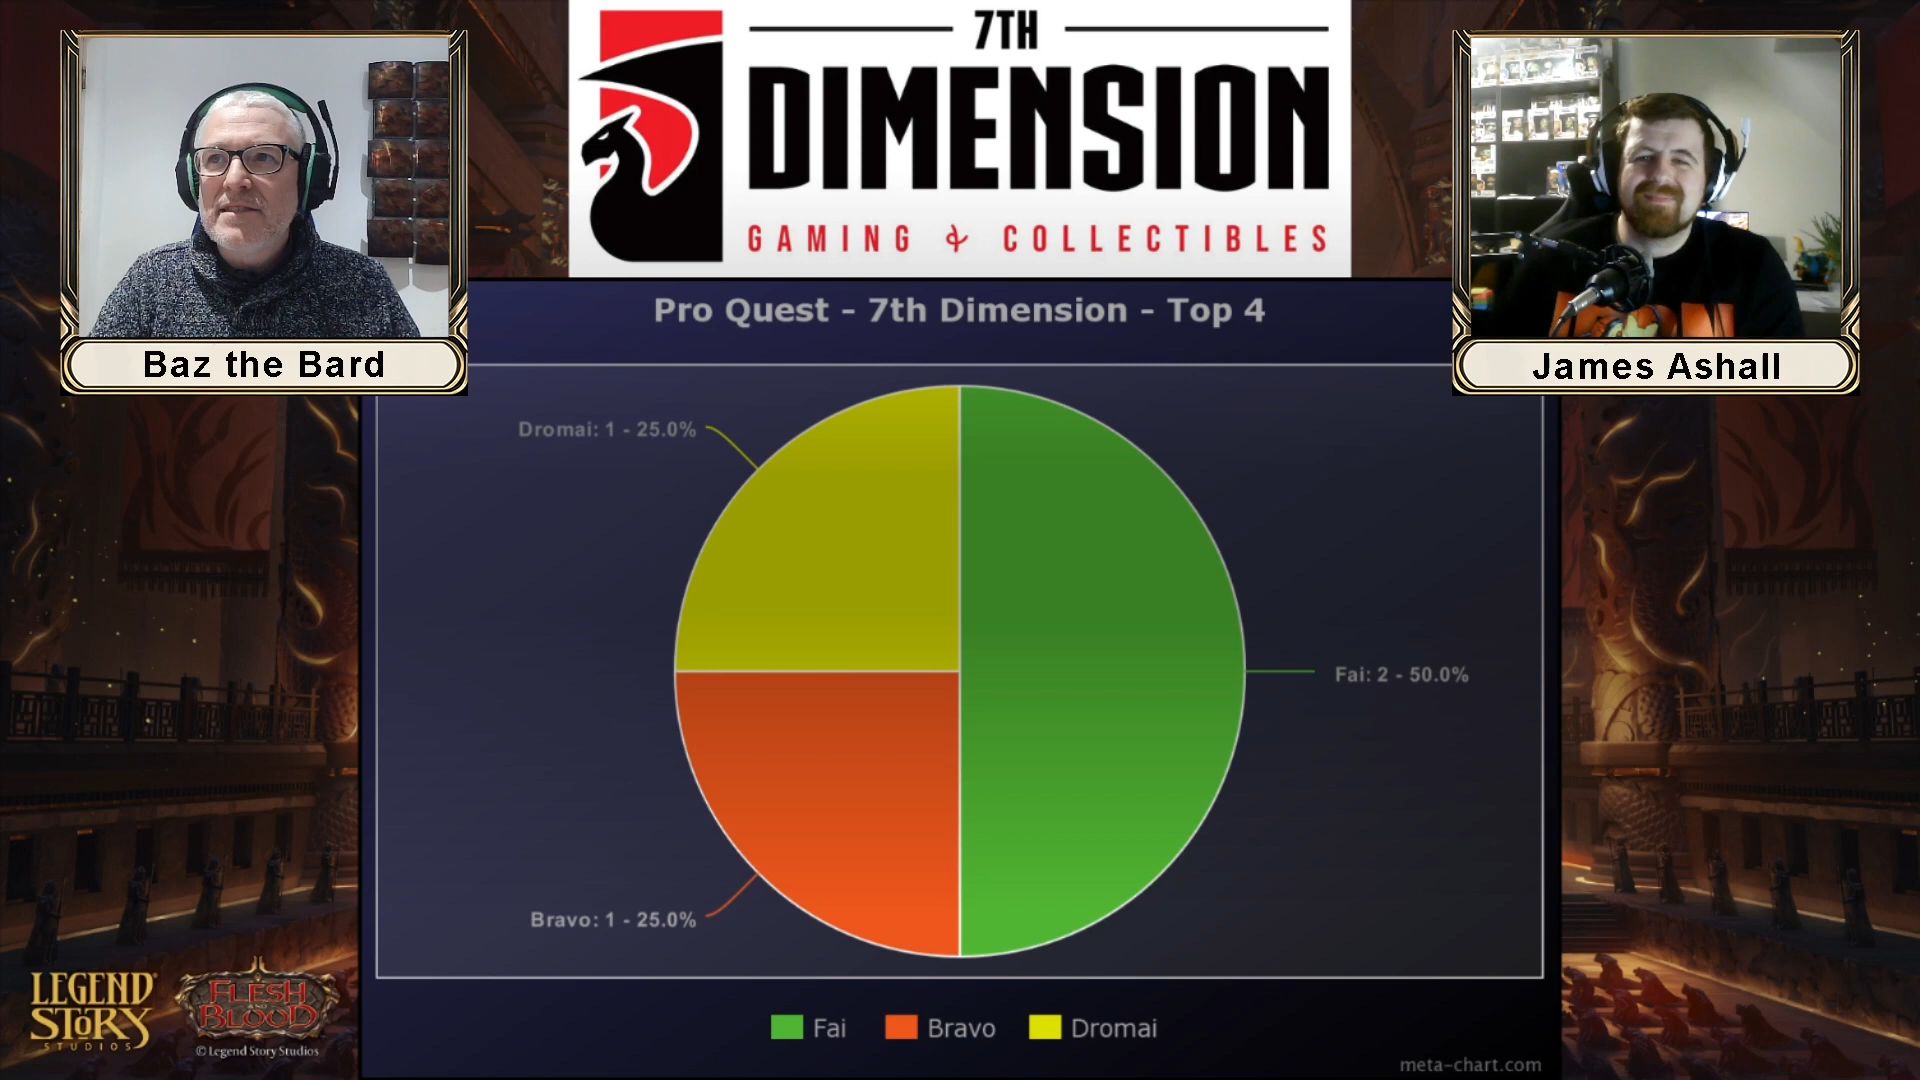 7TH
DIMENSION
GAMING & COLLECTIBLES
Baz the Bard
James Ashall
Pro Quest - 7th Dimension - Top 4
Dromai: 1 - 25.0%
Fai: 2 - 50.0%
Bravo: 1 - 25.0%
Fai
Bravo
Dromai
meta-chart.com
LEGEND
STORY
STUDIOS
FLESH
AND
BLOOD
© Legend Story Studios